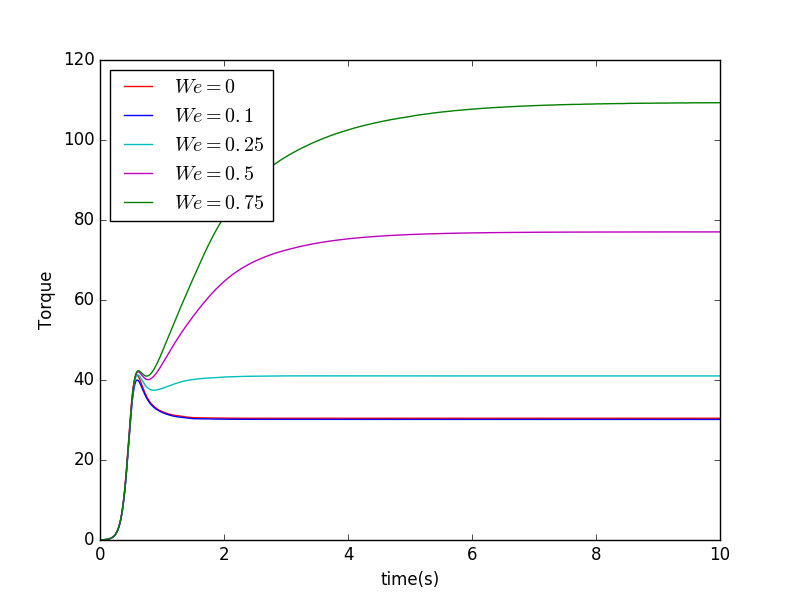 120
100
80
60
40
20
0
Torque
We = 0
We = 0.1
We = 0.25
We = 0.5
We = 0.75
0 2 4 6 8 10
time(s)